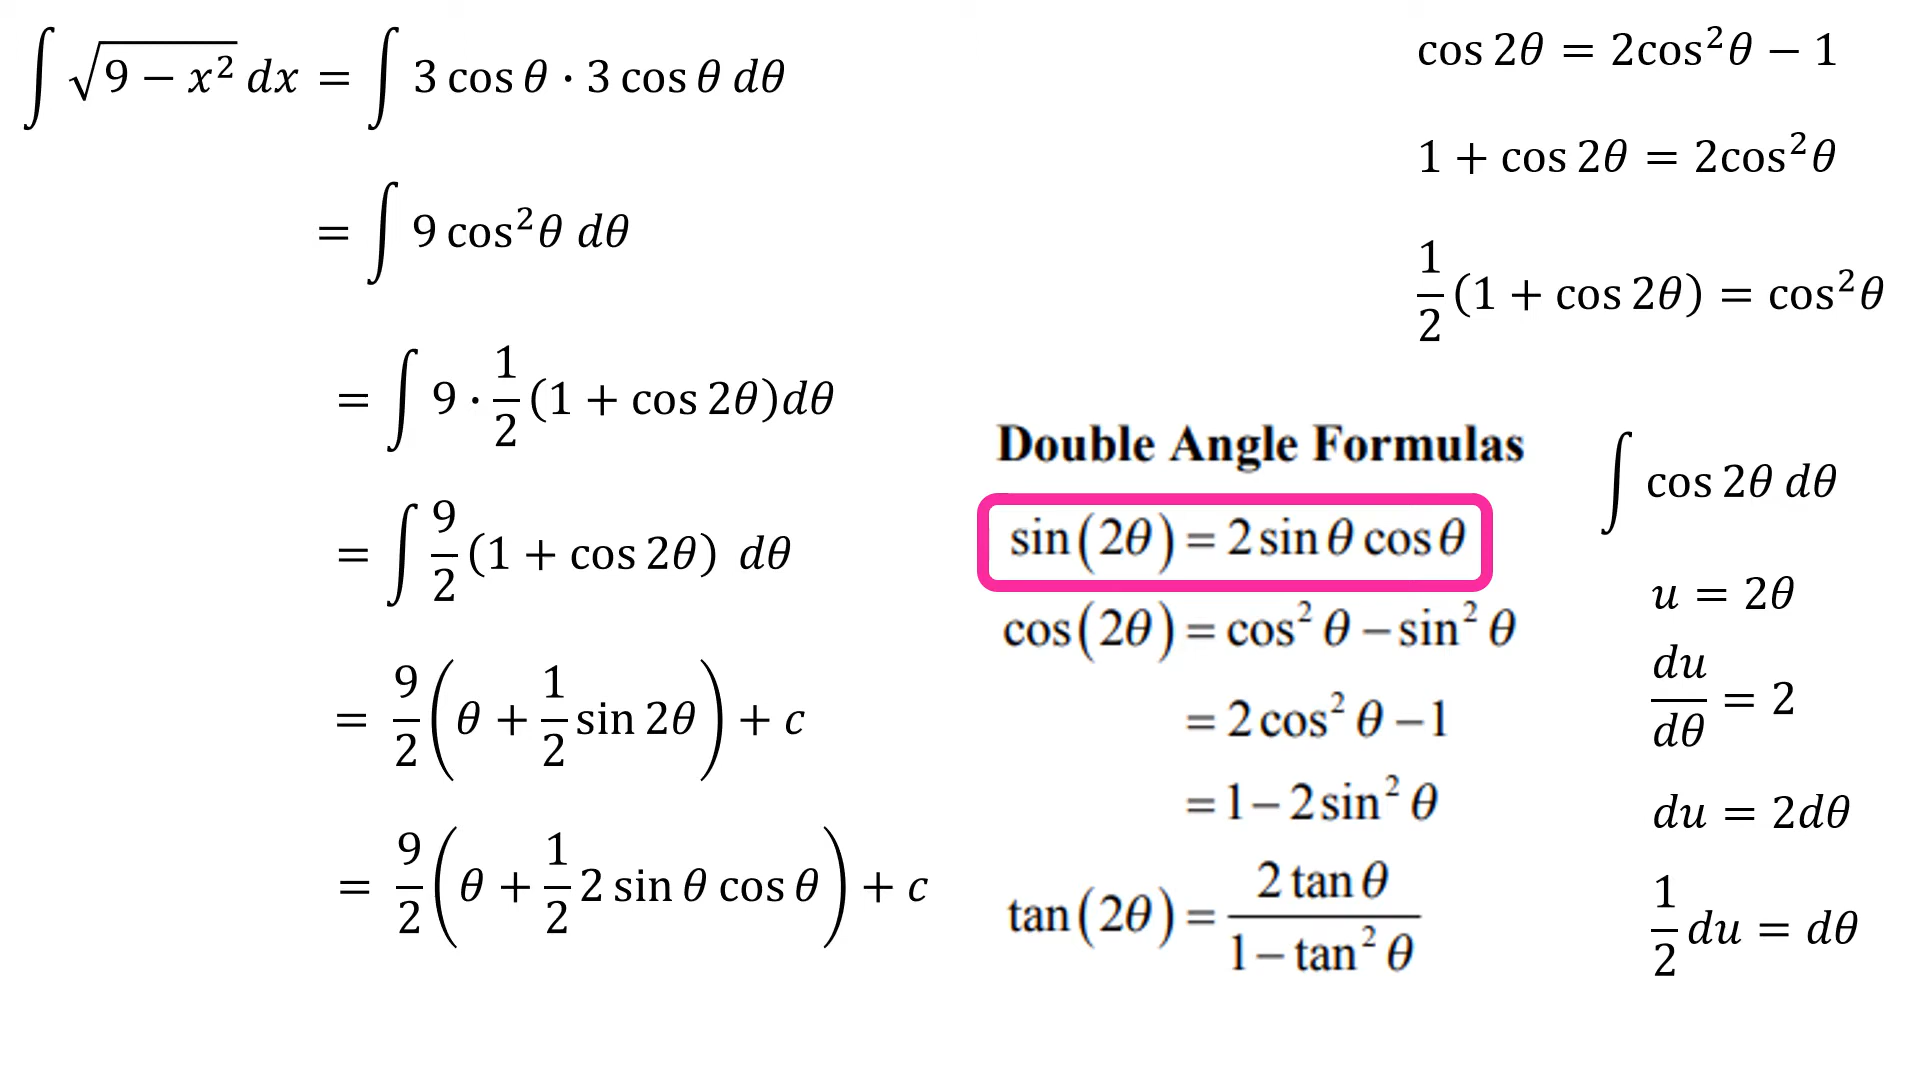 ∫ √(9 − x²) dx = ∫ 3 cos θ · 3 cos θ dθ
= ∫ 9 cos²θ dθ
= ∫ 9 · 1/2 (1 + cos 2θ)dθ
= ∫ 9/2 (1 + cos 2θ) dθ
= 9/2 (θ + 1/2 sin 2θ) + c
= 9/2 (θ + 1/2 2 sin θ cos θ) + c
cos 2θ = 2cos²θ − 1
1 + cos 2θ = 2cos²θ
1/2 (1 + cos 2θ) = cos²θ
Double Angle Formulas
sin(2θ) = 2 sin θ cos θ
cos(2θ) = cos² θ − sin² θ
= 2 cos² θ − 1
= 1 − 2 sin² θ
tan(2θ) = 2 tan θ / 1 − tan² θ
∫ cos 2θ dθ
u = 2θ
du/dθ = 2
du = 2dθ
1/2 du = dθ